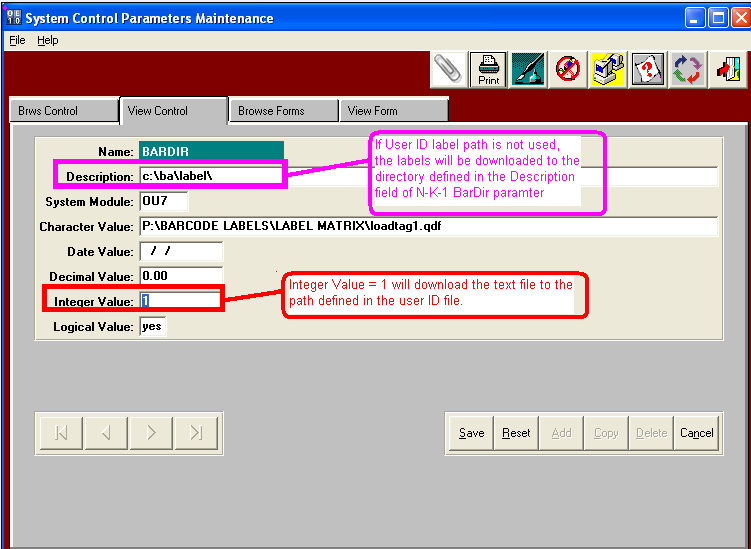 System Control Parameters Maintenance
File Help
Print
Brws Control View Control Browse Forms View Form
Name: BARDIR
Description: c:\ba\label\
System Module: OU7
Character Value: P:\BARCODE LABELS\LABEL MATRIX\loadtag1.qdf
Date Value: / /
Decimal Value: 0.00
Integer Value: 1
Logical Value: yes
If User ID label path is not used,
the labels will be downloaded to the
directory defined in the Description
field of N-K-1 BarDir paramter
Integer Value = 1 will download the text file to the
path defined in the user ID file.
Save Reset Add Copy Delete Cancel